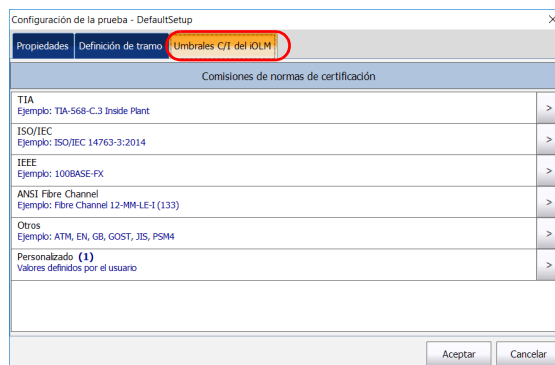 Configuración de la prueba - DefaultSetup
Propiedades Definición de tramo Umbrales C/I del iOLM
Comisiones de normas de certificación
TIA
Ejemplo: TIA-568-C.3 Inside Plant
>
ISO/IEC
Ejemplo: ISO/IEC 14763-3:2014
>
IEEE
Ejemplo: 100BASE-FX
>
ANSI Fibre Channel
Ejemplo: Fibre Channel 12-MM-LE-I (133)
>
Otros
Ejemplo: ATM, EN, GB, GOST, JIS, PSM4
>
Personalizado (1)
Valores definidos por el usuario
>
Aceptar Cancelar